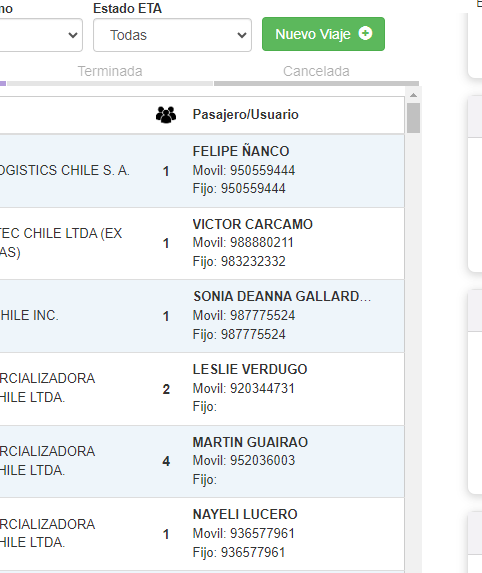 mo
Estado ETA
Todas
Nuevo Viaje
Terminada
Cancelada
Pasajero/Usuario
OGISTICS CHILE S. A.
1
FELIPE ÑANCO
Movil: 950559444
Fijo: 950559444
TEC CHILE LTDA (EX
AS)
1
VICTOR CARCAMO
Movil: 988880211
Fijo: 983232332
HILE INC.
1
SONIA DEANNA GALLARD...
Movil: 987775524
Fijo: 987775524
RCIALIZADORA
HILE LTDA.
2
LESLIE VERDUGO
Movil: 920344731
Fijo:
RCIALIZADORA
HILE LTDA.
4
MARTIN GUAIRAO
Movil: 952036003
Fijo:
RCIALIZADORA
HILE LTDA.
1
NAYELI LUCERO
Movil: 936577961
Fijo: 936577961